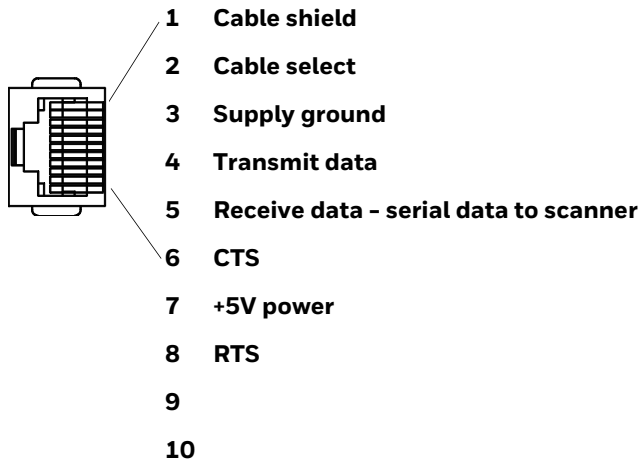 1 Cable shield
2 Cable select
3 Supply ground
4 Transmit data
5 Receive data - serial data to scanner
6 CTS
7 +5V power
8 RTS
9
10